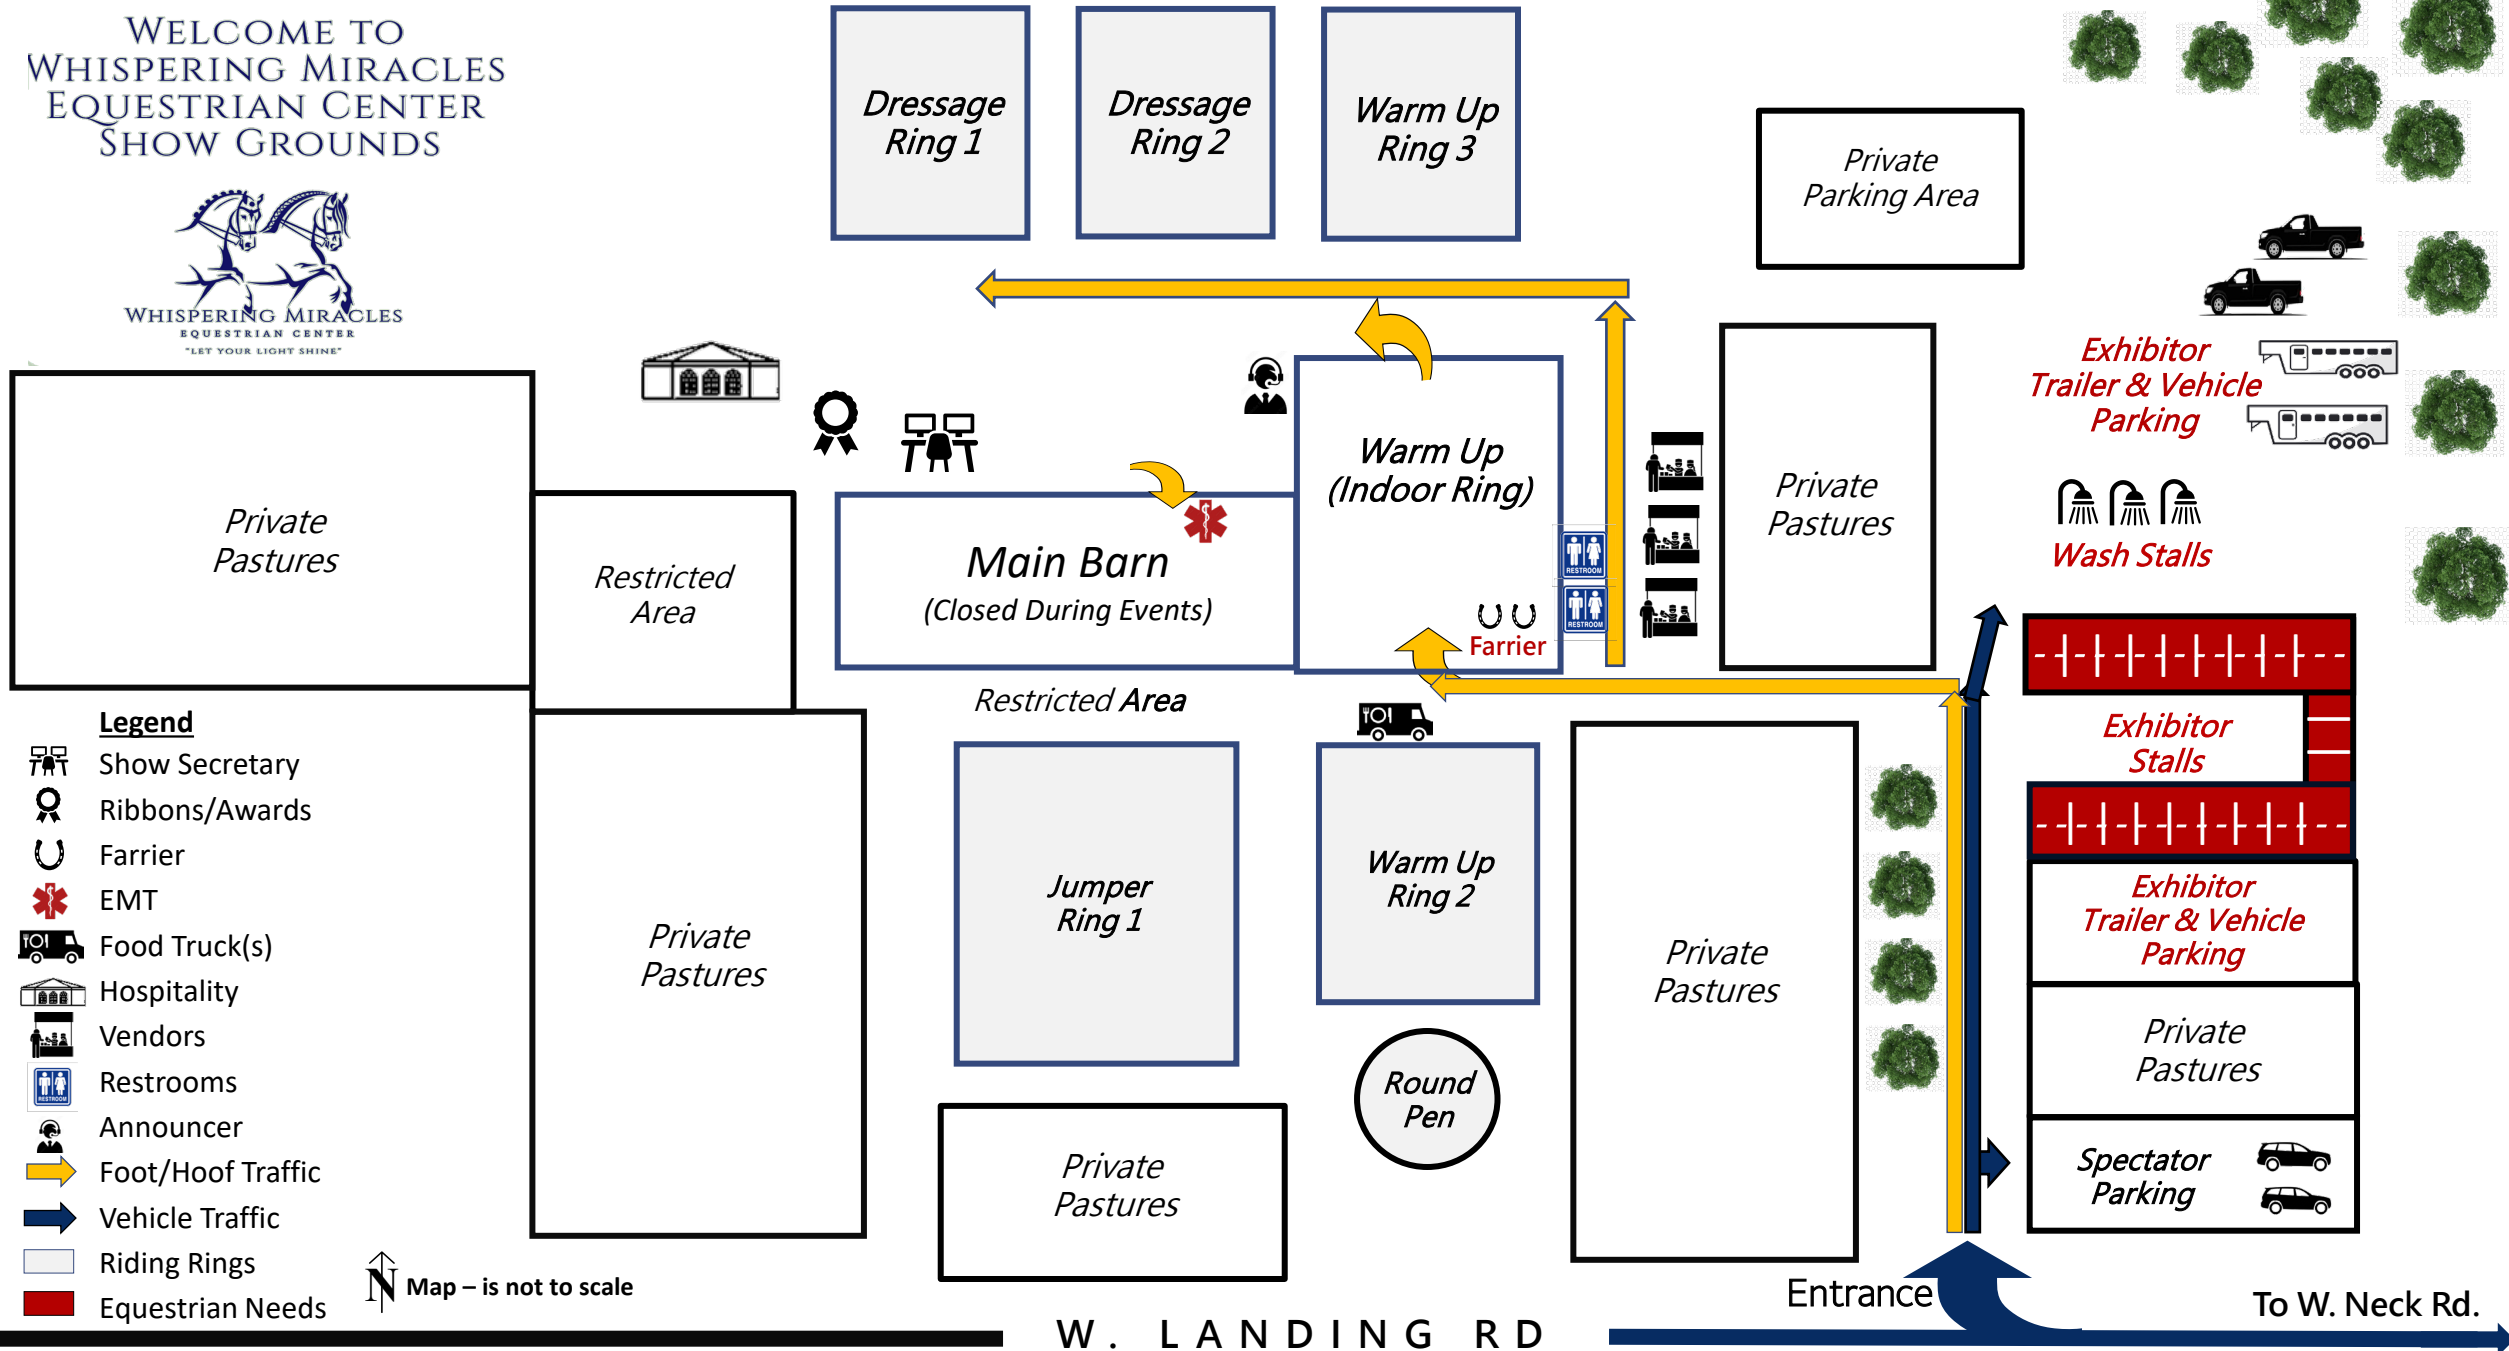 WELCOME TO
WHISPERING MIRACLES
EQUESTRIAN CENTER
SHOW GROUNDS
WHISPERING MIRACLES
EQUESTRIAN CENTER
"LET YOUR LIGHT SHINE"
Dressage
Ring 1
Dressage
Ring 2
Warm Up
Ring 3
Private
Parking Area
Exhibitor
Trailer & Vehicle
Parking
Wash Stalls
Private
Pastures
Restricted
Area
Main Barn
(Closed During Events)
Warm Up
(Indoor Ring)
Farrier
RESTROOM
RESTROOM
Private
Pastures
Restricted Area
Exhibitor
Stalls
Exhibitor
Trailer & Vehicle
Parking
Private
Pastures
Spectator
Parking
Private
Pastures
Jumper
Ring 1
Warm Up
Ring 2
Round
Pen
Private
Pastures
Private
Pastures
Legend
Show Secretary
Ribbons/Awards
Farrier
EMT
Food Truck(s)
Hospitality
Vendors
RESTROOM
Restrooms
Announcer
Foot/Hoof Traffic
Vehicle Traffic
Riding Rings
Equestrian Needs
N Map – is not to scale
Entrance
To W. Neck Rd.
W. LANDING RD